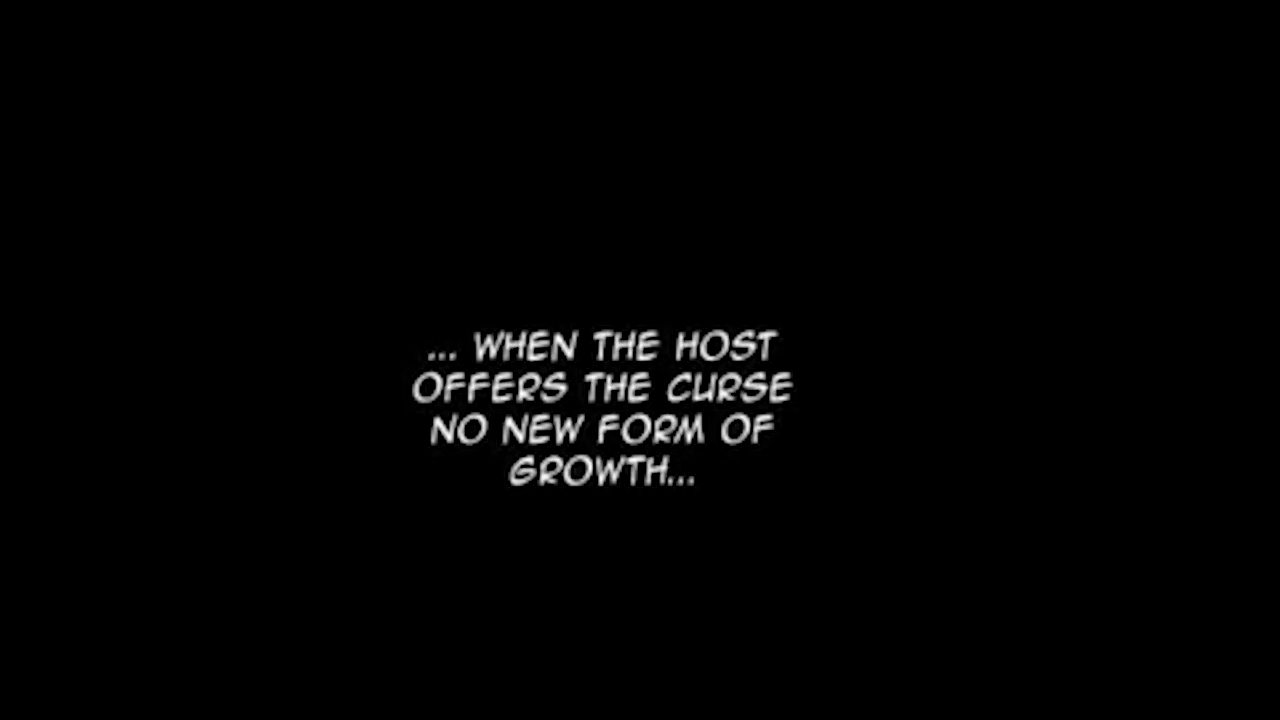 ... WHEN THE HOST
OFFERS THE CURSE
NO NEW FORM OF
GROWTH...